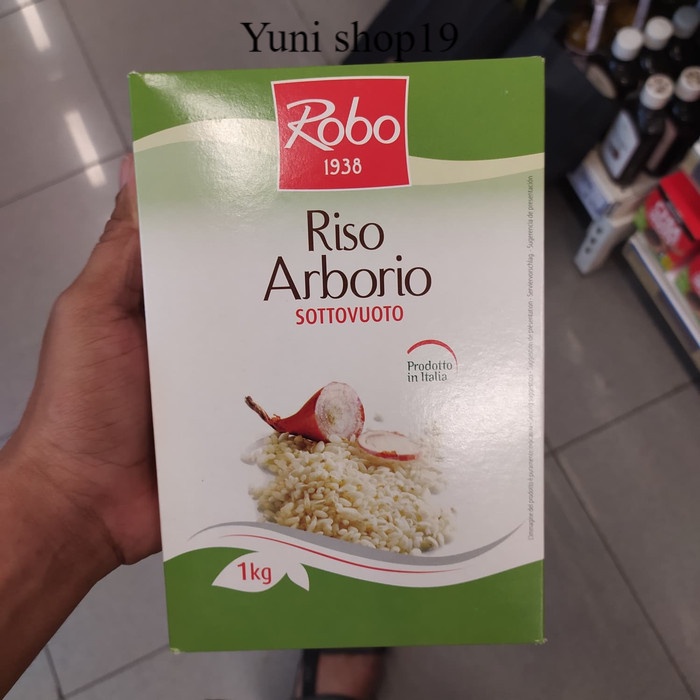 Yuni shop19
Robo
1938
Riso
Arborio
SOTTOVUOTO
Prodotto
in Italia
1kg